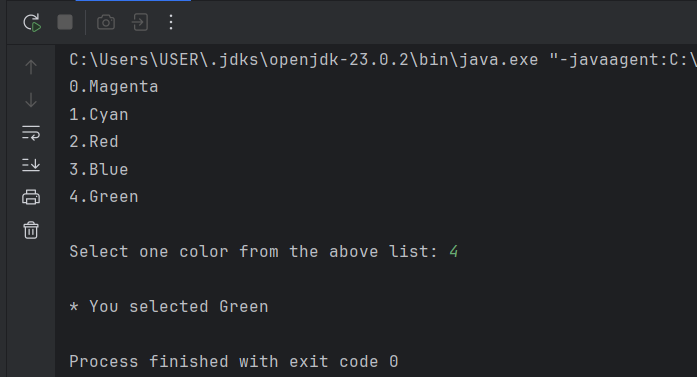 C:\Users\USER\.jdks\openjdk-23.0.2\bin\java.exe "-javaagent:C:\
0.Magenta
1.Cyan
2.Red
3.Blue
4.Green
Select one color from the above list: 4
* You selected Green
Process finished with exit code 0